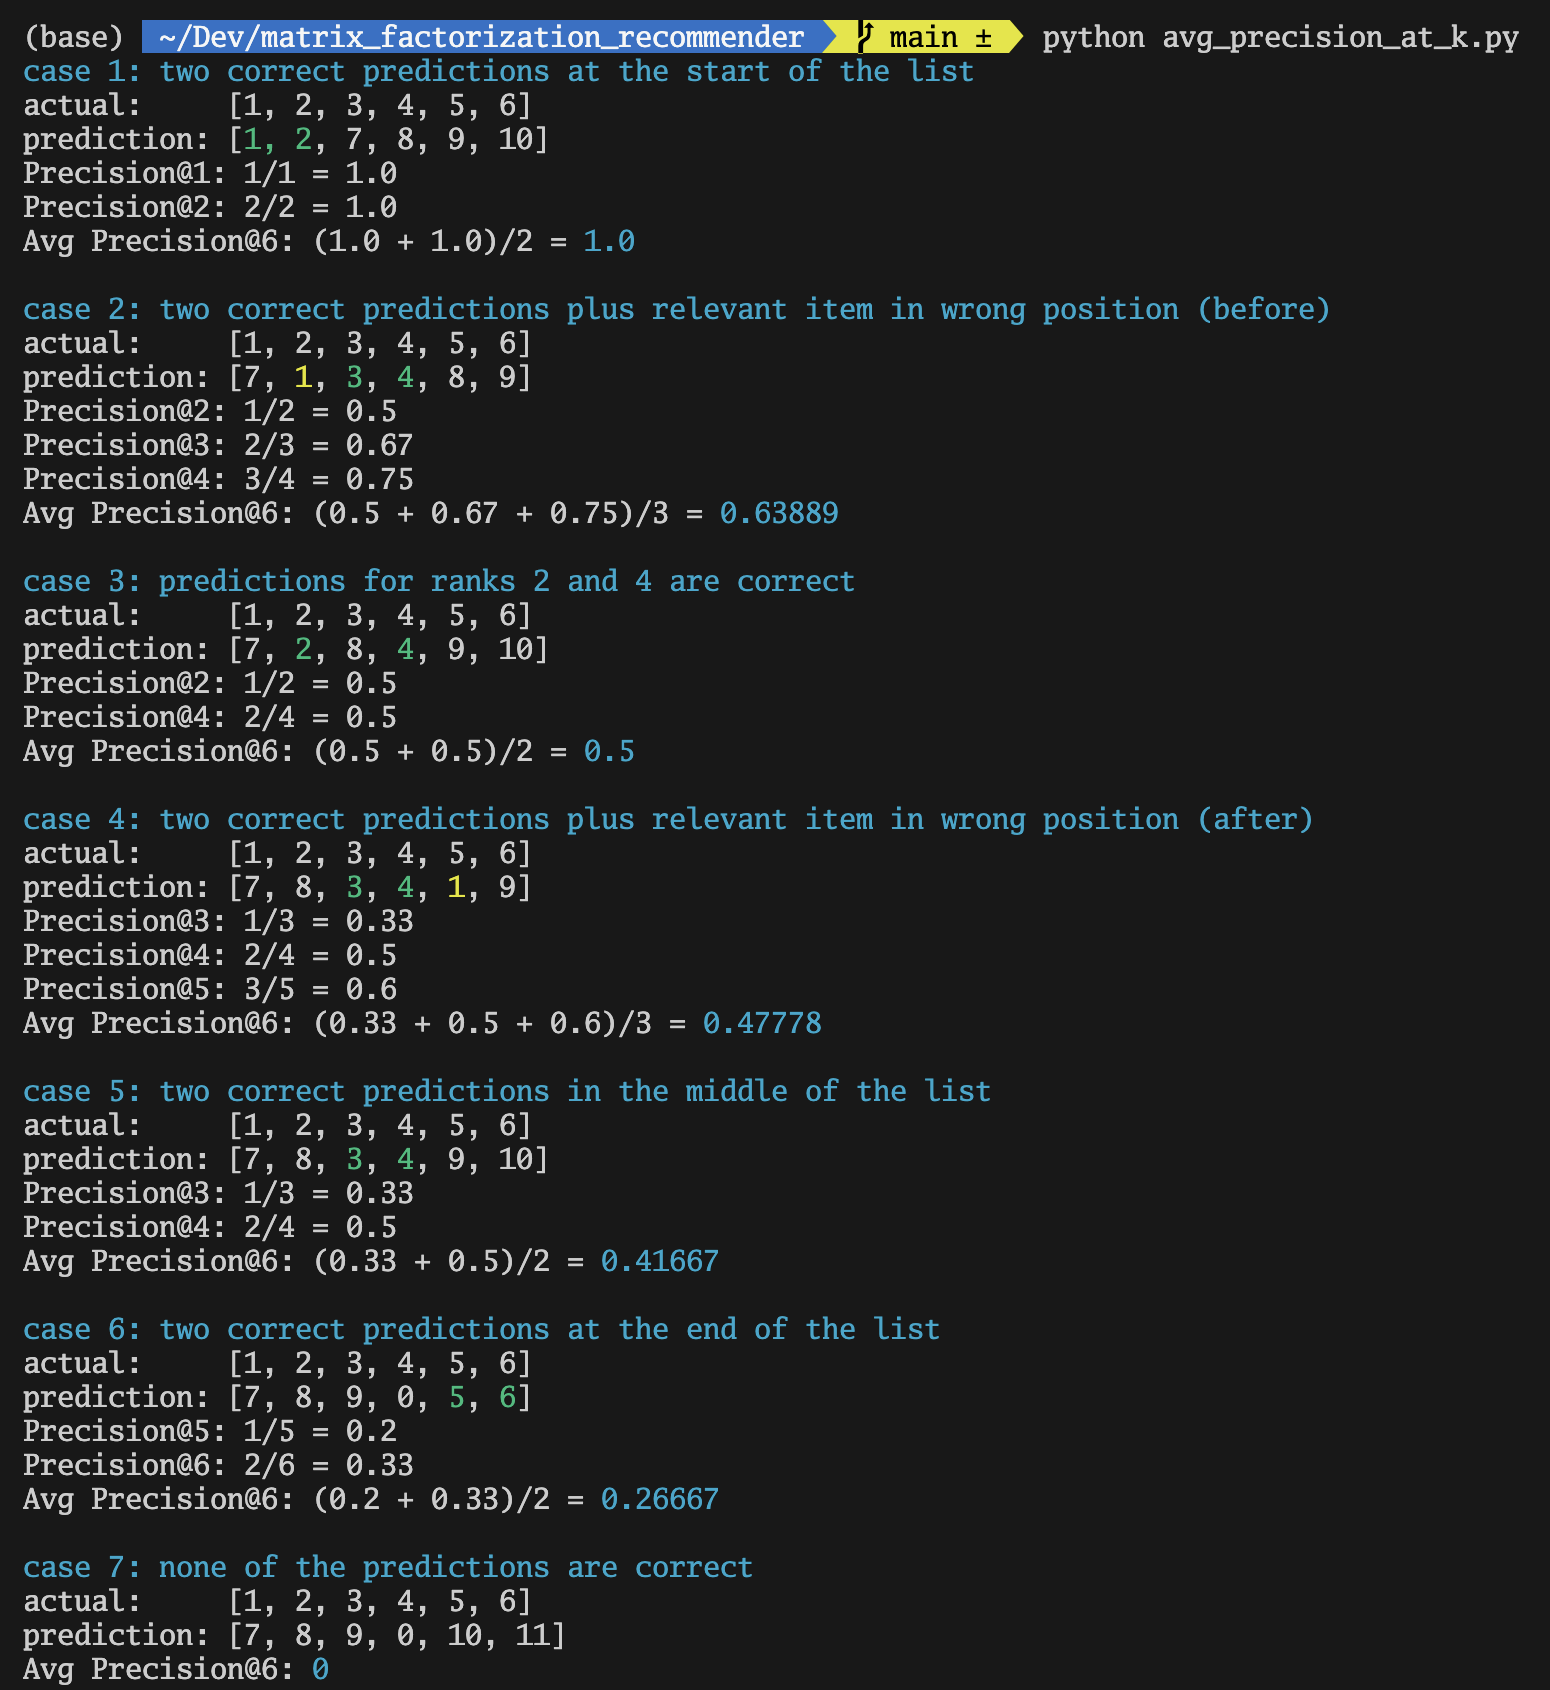 (base) ~/Dev/matrix_factorization_recommender main ± python avg_precision_at_k.py
case 1: two correct predictions at the start of the list
actual:     [1, 2, 3, 4, 5, 6]
prediction: [1, 2, 7, 8, 9, 10]
Precision@1: 1/1 = 1.0
Precision@2: 2/2 = 1.0
Avg Precision@6: (1.0 + 1.0)/2 = 1.0

case 2: two correct predictions plus relevant item in wrong position (before)
actual:     [1, 2, 3, 4, 5, 6]
prediction: [7, 1, 3, 4, 8, 9]
Precision@2: 1/2 = 0.5
Precision@3: 2/3 = 0.67
Precision@4: 3/4 = 0.75
Avg Precision@6: (0.5 + 0.67 + 0.75)/3 = 0.63889

case 3: predictions for ranks 2 and 4 are correct
actual:     [1, 2, 3, 4, 5, 6]
prediction: [7, 2, 8, 4, 9, 10]
Precision@2: 1/2 = 0.5
Precision@4: 2/4 = 0.5
Avg Precision@6: (0.5 + 0.5)/2 = 0.5

case 4: two correct predictions plus relevant item in wrong position (after)
actual:     [1, 2, 3, 4, 5, 6]
prediction: [7, 8, 3, 4, 1, 9]
Precision@3: 1/3 = 0.33
Precision@4: 2/4 = 0.5
Precision@5: 3/5 = 0.6
Avg Precision@6: (0.33 + 0.5 + 0.6)/3 = 0.47778

case 5: two correct predictions in the middle of the list
actual:     [1, 2, 3, 4, 5, 6]
prediction: [7, 8, 3, 4, 9, 10]
Precision@3: 1/3 = 0.33
Precision@4: 2/4 = 0.5
Avg Precision@6: (0.33 + 0.5)/2 = 0.41667

case 6: two correct predictions at the end of the list
actual:     [1, 2, 3, 4, 5, 6]
prediction: [7, 8, 9, 0, 5, 6]
Precision@5: 1/5 = 0.2
Precision@6: 2/6 = 0.33
Avg Precision@6: (0.2 + 0.33)/2 = 0.26667

case 7: none of the predictions are correct
actual:     [1, 2, 3, 4, 5, 6]
prediction: [7, 8, 9, 0, 10, 11]
Avg Precision@6: 0